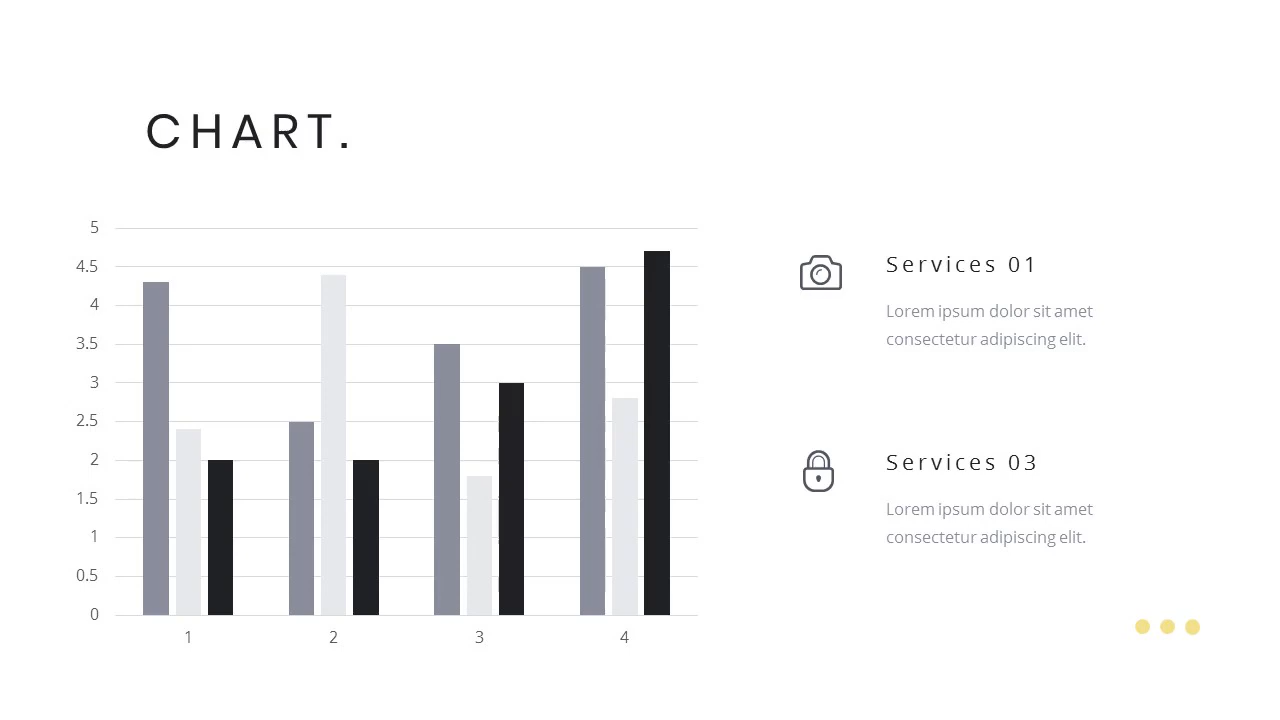 CHART.
5
4.5
4
3.5
3
2.5
2
1.5
1
0.5
0
1 2 3 4
Services 01
Lorem ipsum dolor sit amet
consectetur adipiscing elit.
Services 03
Lorem ipsum dolor sit amet
consectetur adipiscing elit.